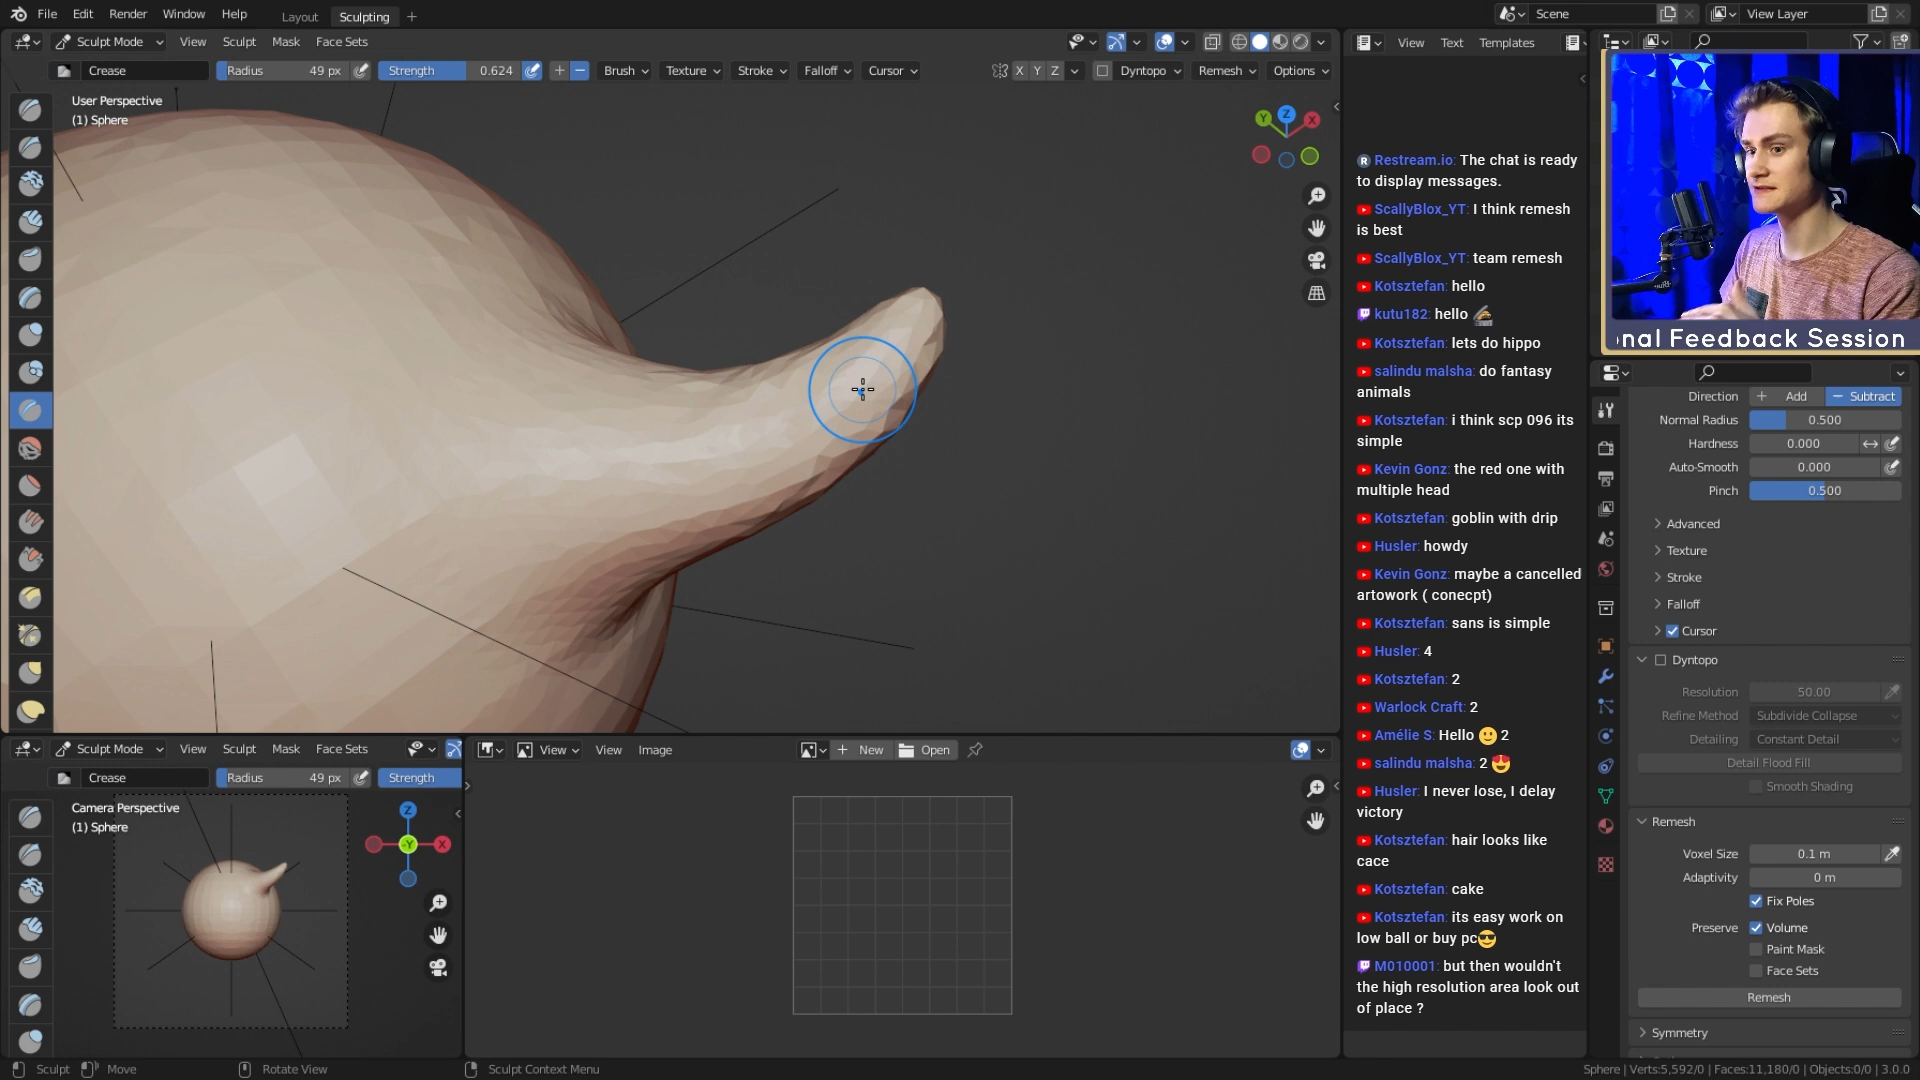 File Edit Render Window Help Layout Sculpting + Scene View Layer
Sculpt Mode View Sculpt Mask Face Sets View Text Templates
Crease Radius 49 px Strength 0.624 + − Brush Texture Stroke Falloff Cursor X Y Z Dyntopo Remesh Options
User Perspective
(1) Sphere
Y Z X
R Restream.io: The chat is ready
to display messages.
ScallyBlox_YT: I think remesh
is best
ScallyBlox_YT: team remesh
Kotsztefan: hello
kutu182: hello
Kotsztefan: lets do hippo
salindu malsha: do fantasy
animals
Kotsztefan: i think scp 096 its
simple
Kevin Gonz: the red one with
multiple head
Kotsztefan: goblin with drip
Husler: howdy
Kevin Gonz: maybe a cancelled
artwork ( conecpt)
Kotsztefan: sans is simple
Husler: 4
Kotsztefan: 2
Warlock Craft: 2
Amélie S: Hello 🙂 2
salindu malsha: 2 😍
Husler: I never lose, I delay
victory
Kotsztefan: hair looks like
cace
Kotsztefan: cake
Kotsztefan: its easy work on
low ball or buy pc😎
M010001: but then wouldn't
the high resolution area look out
of place ?
nal Feedback Session
Direction + Add − Subtract
Normal Radius 0.500
Hardness 0.000
Auto-Smooth 0.000
Pinch 0.500
Advanced
Texture
Stroke
Falloff
Cursor
Dyntopo
Resolution 50.00
Refine Method Subdivide Collapse
Detailing Constant Detail
Detail Flood Fill
Smooth Shading
Remesh
Voxel Size 0.1 m
Adaptivity 0 m
Fix Poles
Preserve Volume
Paint Mask
Face Sets
Remesh
Symmetry
Sculpt Mode View Sculpt Mask Face Sets
Crease Radius 49 px Strength
Camera Perspective
(1) Sphere
Z -Y X
View View Image + New Open
Sculpt Move Rotate View Sculpt Context Menu Sphere | Verts:5,592/0 | Faces:11,180/0 | Objects:0/0 | 3.0.0